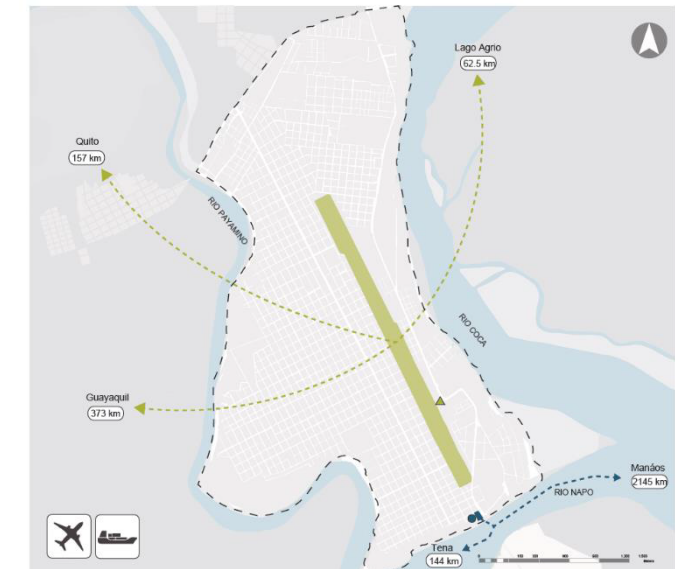 Lago Agrio
62.5 km
Quito
157 km
RIO PAYAMINO
RIO COCA
Guayaquil
373 km
Manáos
2145 km
RIO NAPO
Tena
144 km